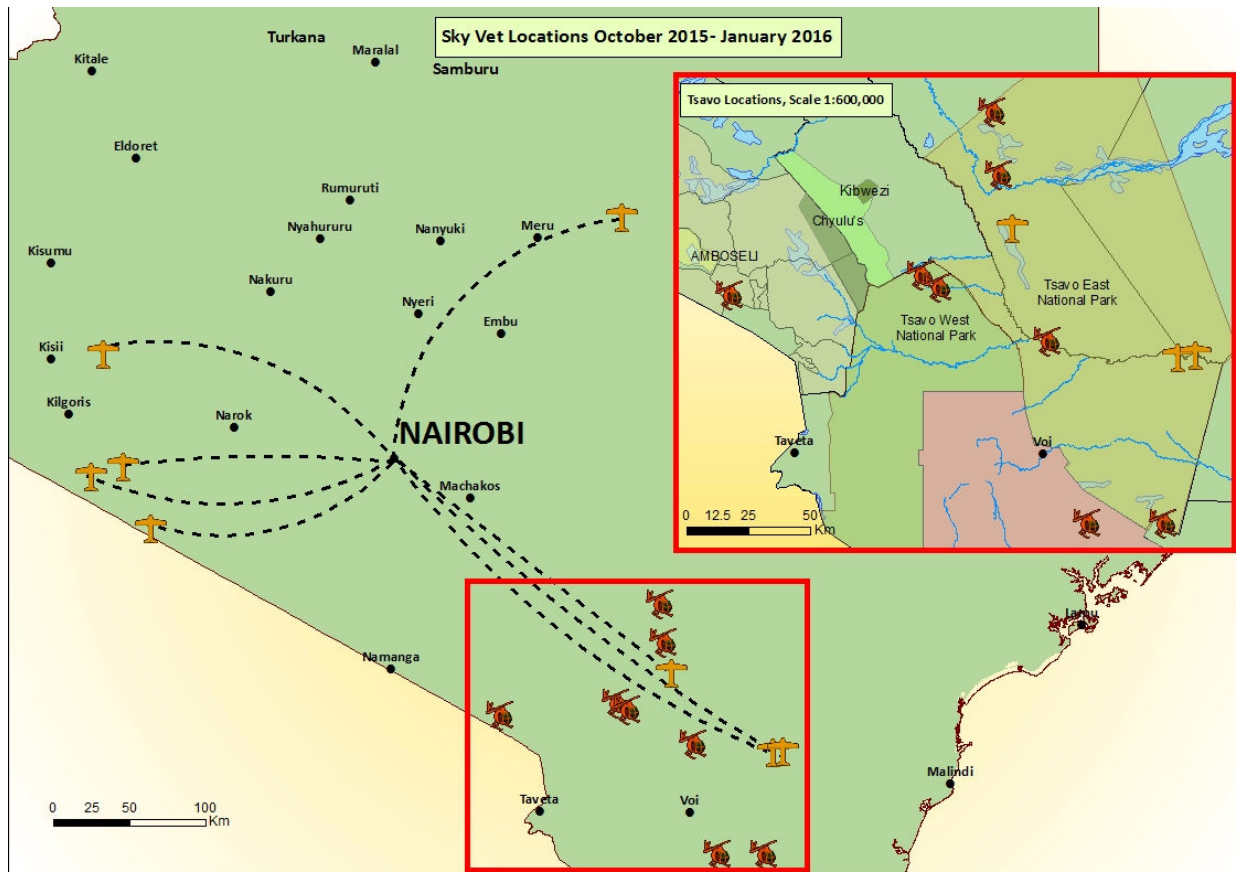 Sky Vet Locations October 2015- January 2016
Turkana
Maralal
Samburu
Kitale
Eldoret
Rumuruti
Nyahururu
Nanyuki
Meru
Kisumu
Nakuru
Nyeri
Embu
Kisii
Kilgoris
Narok
NAIROBI
Machakos
Namanga
Taveta
Voi
Malindi
Lamu
0 25 50 100
Km
Tsavo Locations, Scale 1:600,000
Kibwezi
Chyulu's
AMBOSELI
Tsavo East
National Park
Tsavo West
National Park
Taveta
Voi
0 12.5 25 50
Km